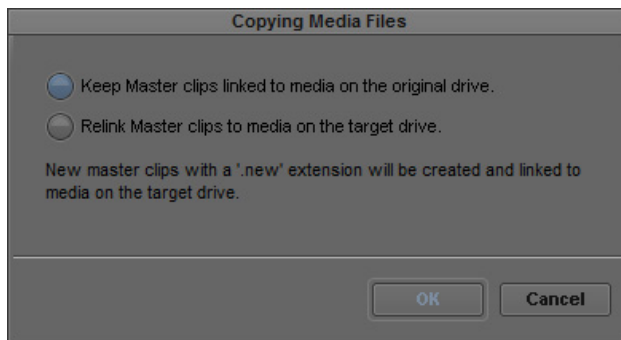 Copying Media Files
Keep Master clips linked to media on the original drive.
Relink Master clips to media on the target drive.
New master clips with a '.new' extension will be created and linked to
media on the target drive.
OK
Cancel